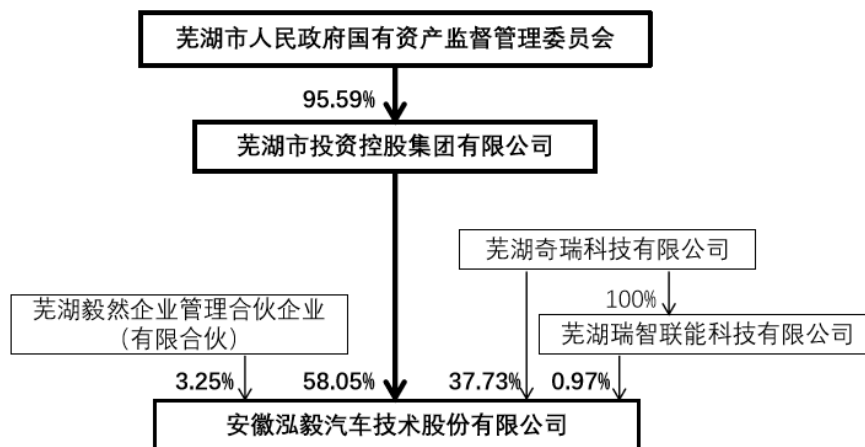 芜湖市人民政府国有资产监督管理委员会
95.59%
芜湖市投资控股集团有限公司
芜湖奇瑞科技有限公司
100%
芜湖毅然企业管理合伙企业
（有限合伙）
芜湖瑞智联能科技有限公司
3.25%
58.05%
37.73%
0.97%
安徽泓毅汽车技术股份有限公司